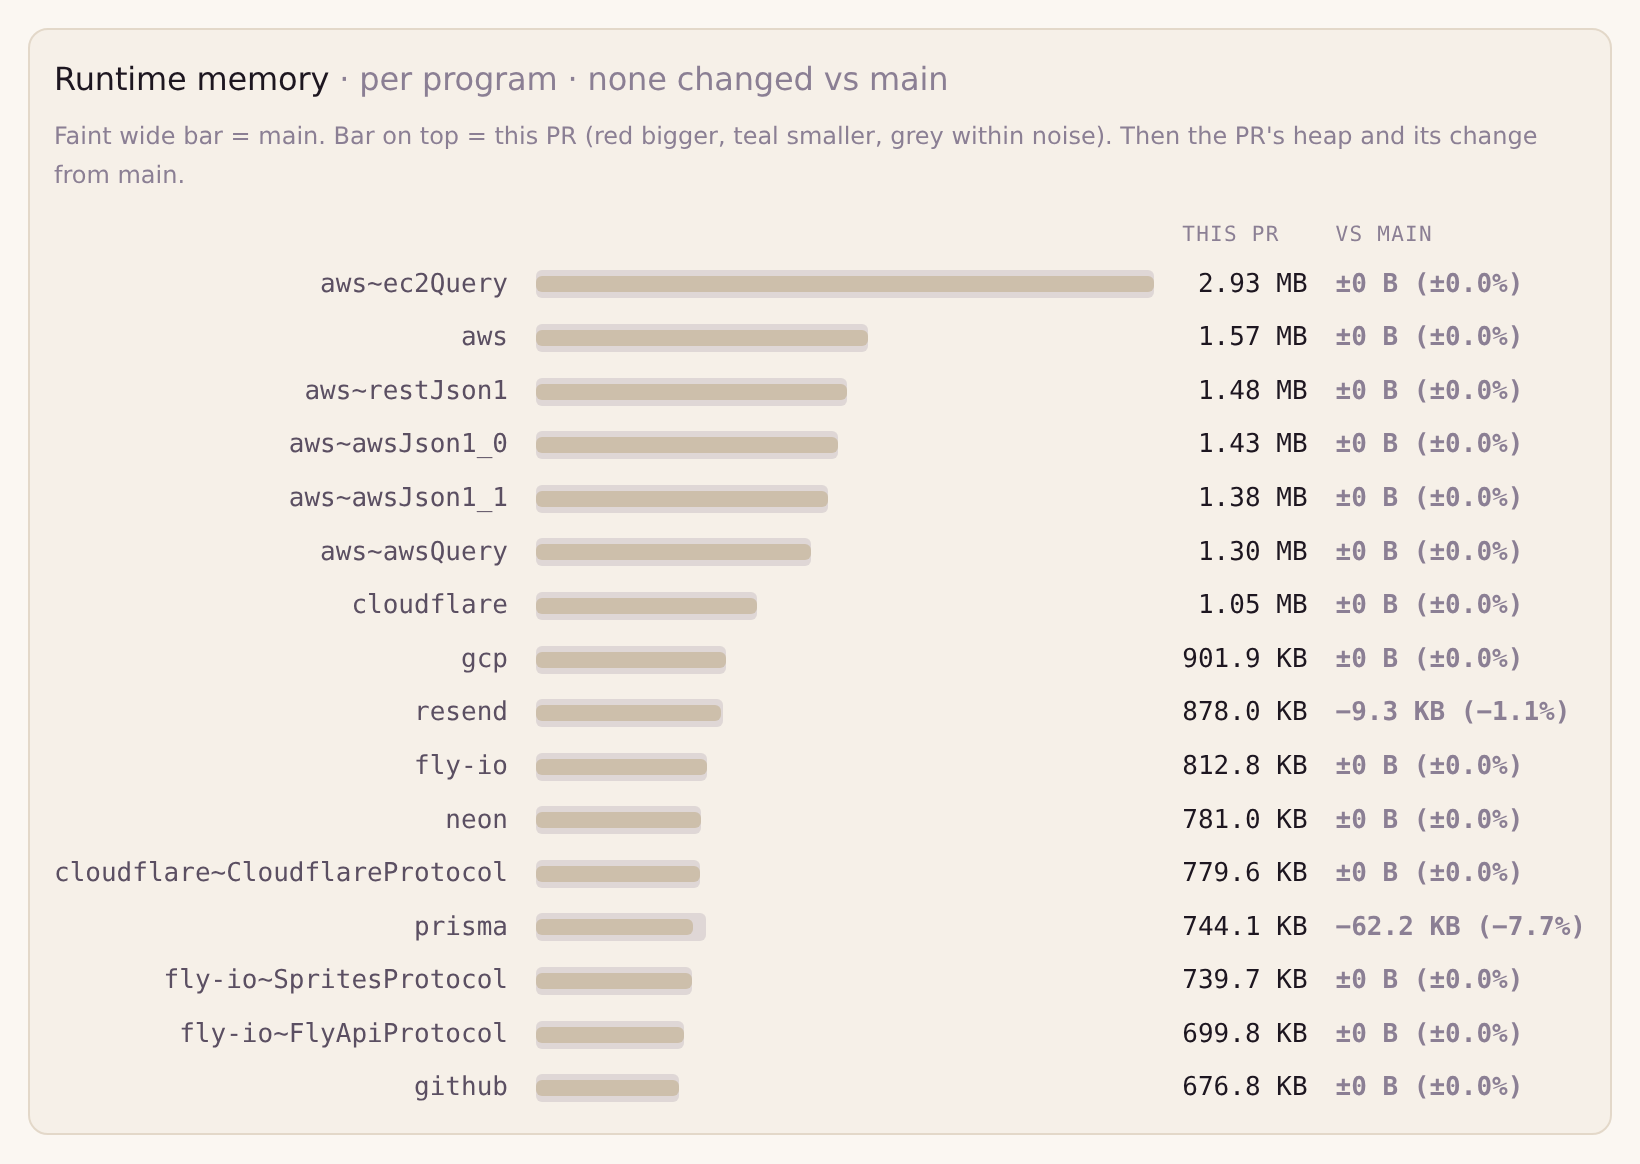 Runtime memory · per program · none changed vs main
Faint wide bar = main. Bar on top = this PR (red bigger, teal smaller, grey within noise). Then the PR's heap and its change
from main.
THIS PR VS MAIN
aws~ec2Query 2.93 MB ±0 B (±0.0%)
aws 1.57 MB ±0 B (±0.0%)
aws~restJson1 1.48 MB ±0 B (±0.0%)
aws~awsJson1_0 1.43 MB ±0 B (±0.0%)
aws~awsJson1_1 1.38 MB ±0 B (±0.0%)
aws~awsQuery 1.30 MB ±0 B (±0.0%)
cloudflare 1.05 MB ±0 B (±0.0%)
gcp 901.9 KB ±0 B (±0.0%)
resend 878.0 KB −9.3 KB (−1.1%)
fly-io 812.8 KB ±0 B (±0.0%)
neon 781.0 KB ±0 B (±0.0%)
cloudflare~CloudflareProtocol 779.6 KB ±0 B (±0.0%)
prisma 744.1 KB −62.2 KB (−7.7%)
fly-io~SpritesProtocol 739.7 KB ±0 B (±0.0%)
fly-io~FlyApiProtocol 699.8 KB ±0 B (±0.0%)
github 676.8 KB ±0 B (±0.0%)